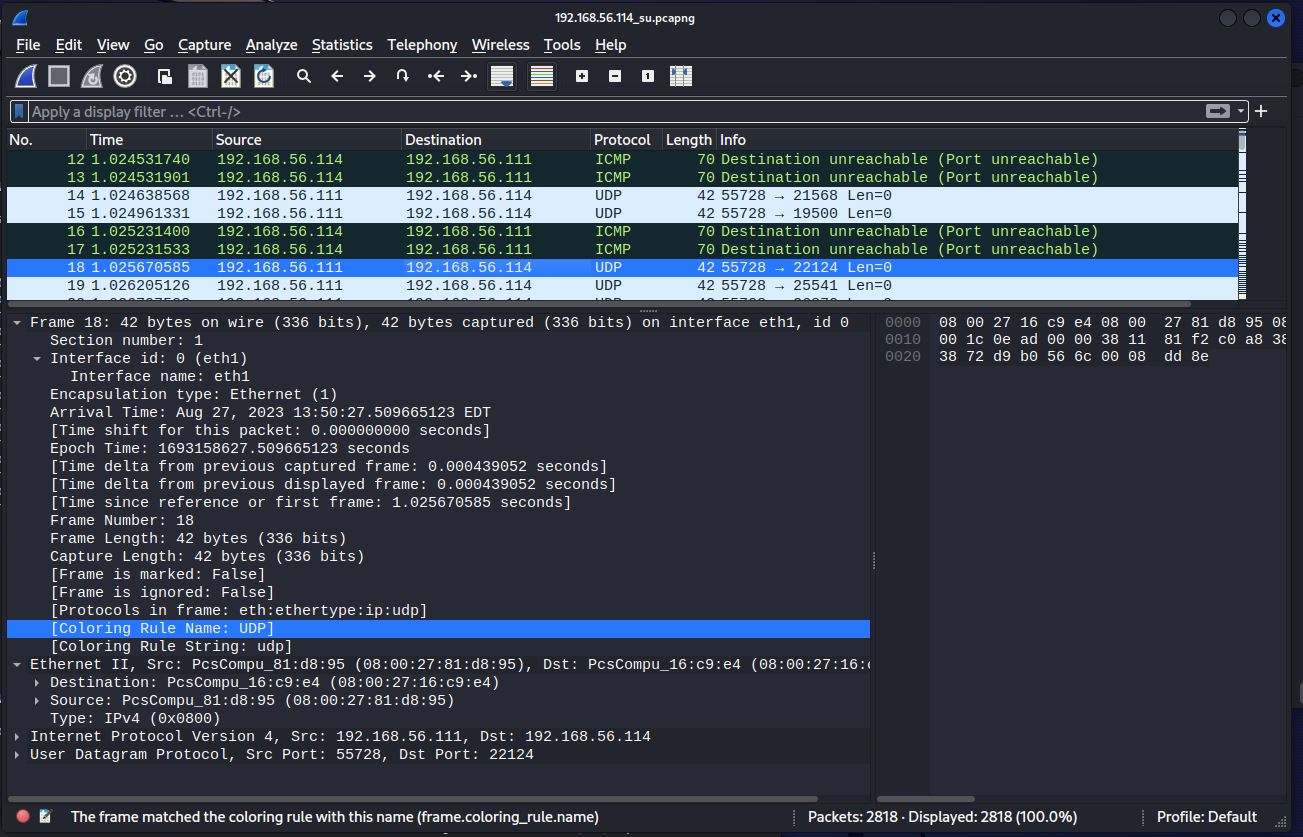 192.168.56.114_su.pcapng
File Edit View Go Capture Analyze Statistics Telephony Wireless Tools Help
Apply a display filter … <Ctrl-/>
No. Time Source Destination Protocol Length Info
12 1.024531740 192.168.56.114 192.168.56.111 ICMP 70 Destination unreachable (Port unreachable)
13 1.024531901 192.168.56.114 192.168.56.111 ICMP 70 Destination unreachable (Port unreachable)
14 1.024638568 192.168.56.111 192.168.56.114 UDP 42 55728 → 21568 Len=0
15 1.024961331 192.168.56.111 192.168.56.114 UDP 42 55728 → 19500 Len=0
16 1.025231400 192.168.56.114 192.168.56.111 ICMP 70 Destination unreachable (Port unreachable)
17 1.025231533 192.168.56.114 192.168.56.111 ICMP 70 Destination unreachable (Port unreachable)
18 1.025670585 192.168.56.111 192.168.56.114 UDP 42 55728 → 22124 Len=0
19 1.026205126 192.168.56.111 192.168.56.114 UDP 42 55728 → 25541 Len=0
Frame 18: 42 bytes on wire (336 bits), 42 bytes captured (336 bits) on interface eth1, id 0
Section number: 1
Interface id: 0 (eth1)
Interface name: eth1
Encapsulation type: Ethernet (1)
Arrival Time: Aug 27, 2023 13:50:27.509665123 EDT
[Time shift for this packet: 0.000000000 seconds]
Epoch Time: 1693158627.509665123 seconds
[Time delta from previous captured frame: 0.000439052 seconds]
[Time delta from previous displayed frame: 0.000439052 seconds]
[Time since reference or first frame: 1.025670585 seconds]
Frame Number: 18
Frame Length: 42 bytes (336 bits)
Capture Length: 42 bytes (336 bits)
[Frame is marked: False]
[Frame is ignored: False]
[Protocols in frame: eth:ethertype:ip:udp]
[Coloring Rule Name: UDP]
[Coloring Rule String: udp]
Ethernet II, Src: PcsCompu_81:d8:95 (08:00:27:81:d8:95), Dst: PcsCompu_16:c9:e4 (08:00:27:16:
Destination: PcsCompu_16:c9:e4 (08:00:27:16:c9:e4)
Source: PcsCompu_81:d8:95 (08:00:27:81:d8:95)
Type: IPv4 (0x0800)
Internet Protocol Version 4, Src: 192.168.56.111, Dst: 192.168.56.114
User Datagram Protocol, Src Port: 55728, Dst Port: 22124
0000 08 00 27 16 c9 e4 08 00 27 81 d8 95 08
0010 00 1c 0e ad 00 00 38 11 81 f2 c0 a8 38
0020 38 72 d9 b0 56 6c 00 08 dd 8e
The frame matched the coloring rule with this name (frame.coloring_rule.name)
Packets: 2818 · Displayed: 2818 (100.0%)
Profile: Default